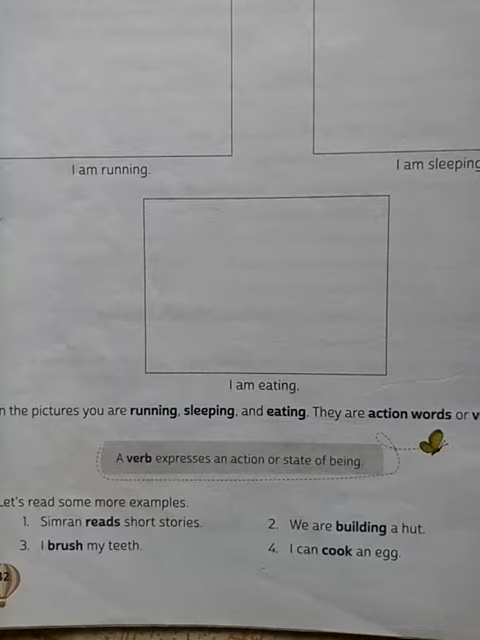 I am running.
I am sleeping
I am eating.
n the pictures you are running, sleeping, and eating. They are action words or v
A verb expresses an action or state of being.
Let's read some more examples.
1. Simran reads short stories.
2. We are building a hut.
3. I brush my teeth.
4. I can cook an egg.
2